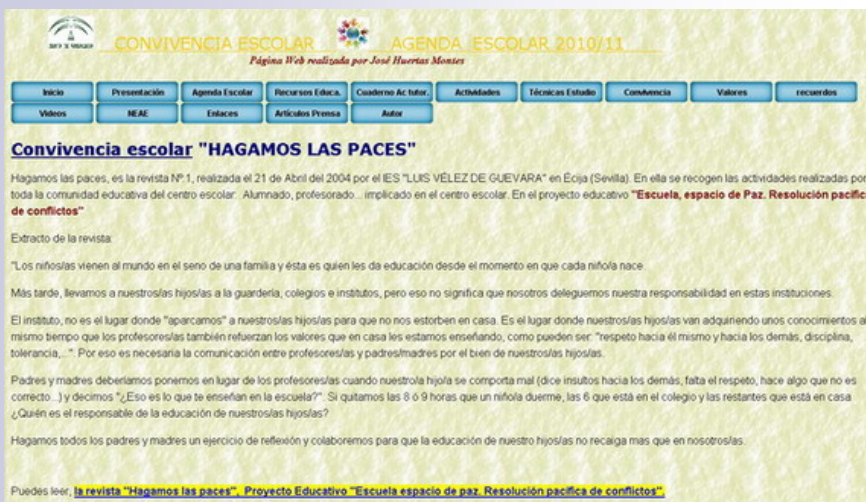 CONVIVENCIA ESCOLAR AGENDA ESCOLAR 2010/11
Página Web realizada por José Huertas Montes
Inicio Presentación Agenda Escolar Recursos Educa. Cuaderno Ac tutor. Actividades Técnicas Estudio Convivencia Valores recuerdos
Videos NEAE Enlaces Artículos Prensa Autor
Convivencia escolar "HAGAMOS LAS PACES"
Hagamos las paces, es la revista Nº 1, realizada el 21 de Abril del 2004 por el IES "LUIS VÉLEZ DE GUEVARA" en Écija (Sevilla). En ella se recogen las actividades realizadas por
toda la comunidad educativa del centro escolar. Alumnado, profesorado... implicado en el centro escolar. En el proyecto educativo "Escuela, espacio de Paz. Resolución pacífica
de conflictos"
Extracto de la revista:
"Los niños/as vienen al mundo en el seno de una familia y ésta es quien les da educación desde el momento en que cada niño/a nace.
Más tarde, llevamos a nuestros/as hijos/as a la guardería, colegios e institutos, pero eso no significa que nosotros deleguemos nuestra responsabilidad en estas instituciones.
El instituto, no es el lugar donde "aparcamos" a nuestros/as hijos/as para que no nos estorben en casa. Es el lugar donde nuestros/as hijos/as van adquiriendo unos conocimientos al
mismo tiempo que los profesores/as también refuerzan los valores que en casa les estamos enseñando, como pueden ser: "respeto hacia él mismo y hacia los demás, disciplina,
tolerancia,...". Por eso es necesaria la comunicación entre profesores/as y padres/madres por el bien de nuestros/as hijos/as.
Padres y madres deberíamos ponernos en lugar de los profesores/as cuando nuestro/a hijo/a se comporta mal (dice insultos hacia los demás, falta el respeto, hace algo que no es
correcto...) y decimos "¿Eso es lo que te enseñan en la escuela?". Si quitamos las 8 ó 9 horas que un niño/a duerme, las 6 que está en el colegio y las restantes que está en casa
¿Quién es el responsable de la educación de nuestros/as hijos/as?
Hagamos todos los padres y madres un ejercicio de reflexión y colaboremos para que la educación de nuestro hijos/as no recaiga mas que en nosotros/as.
Puedes leer, la revista "Hagamos las paces". Proyecto Educativo "Escuela espacio de paz. Resolución pacífica de conflictos".